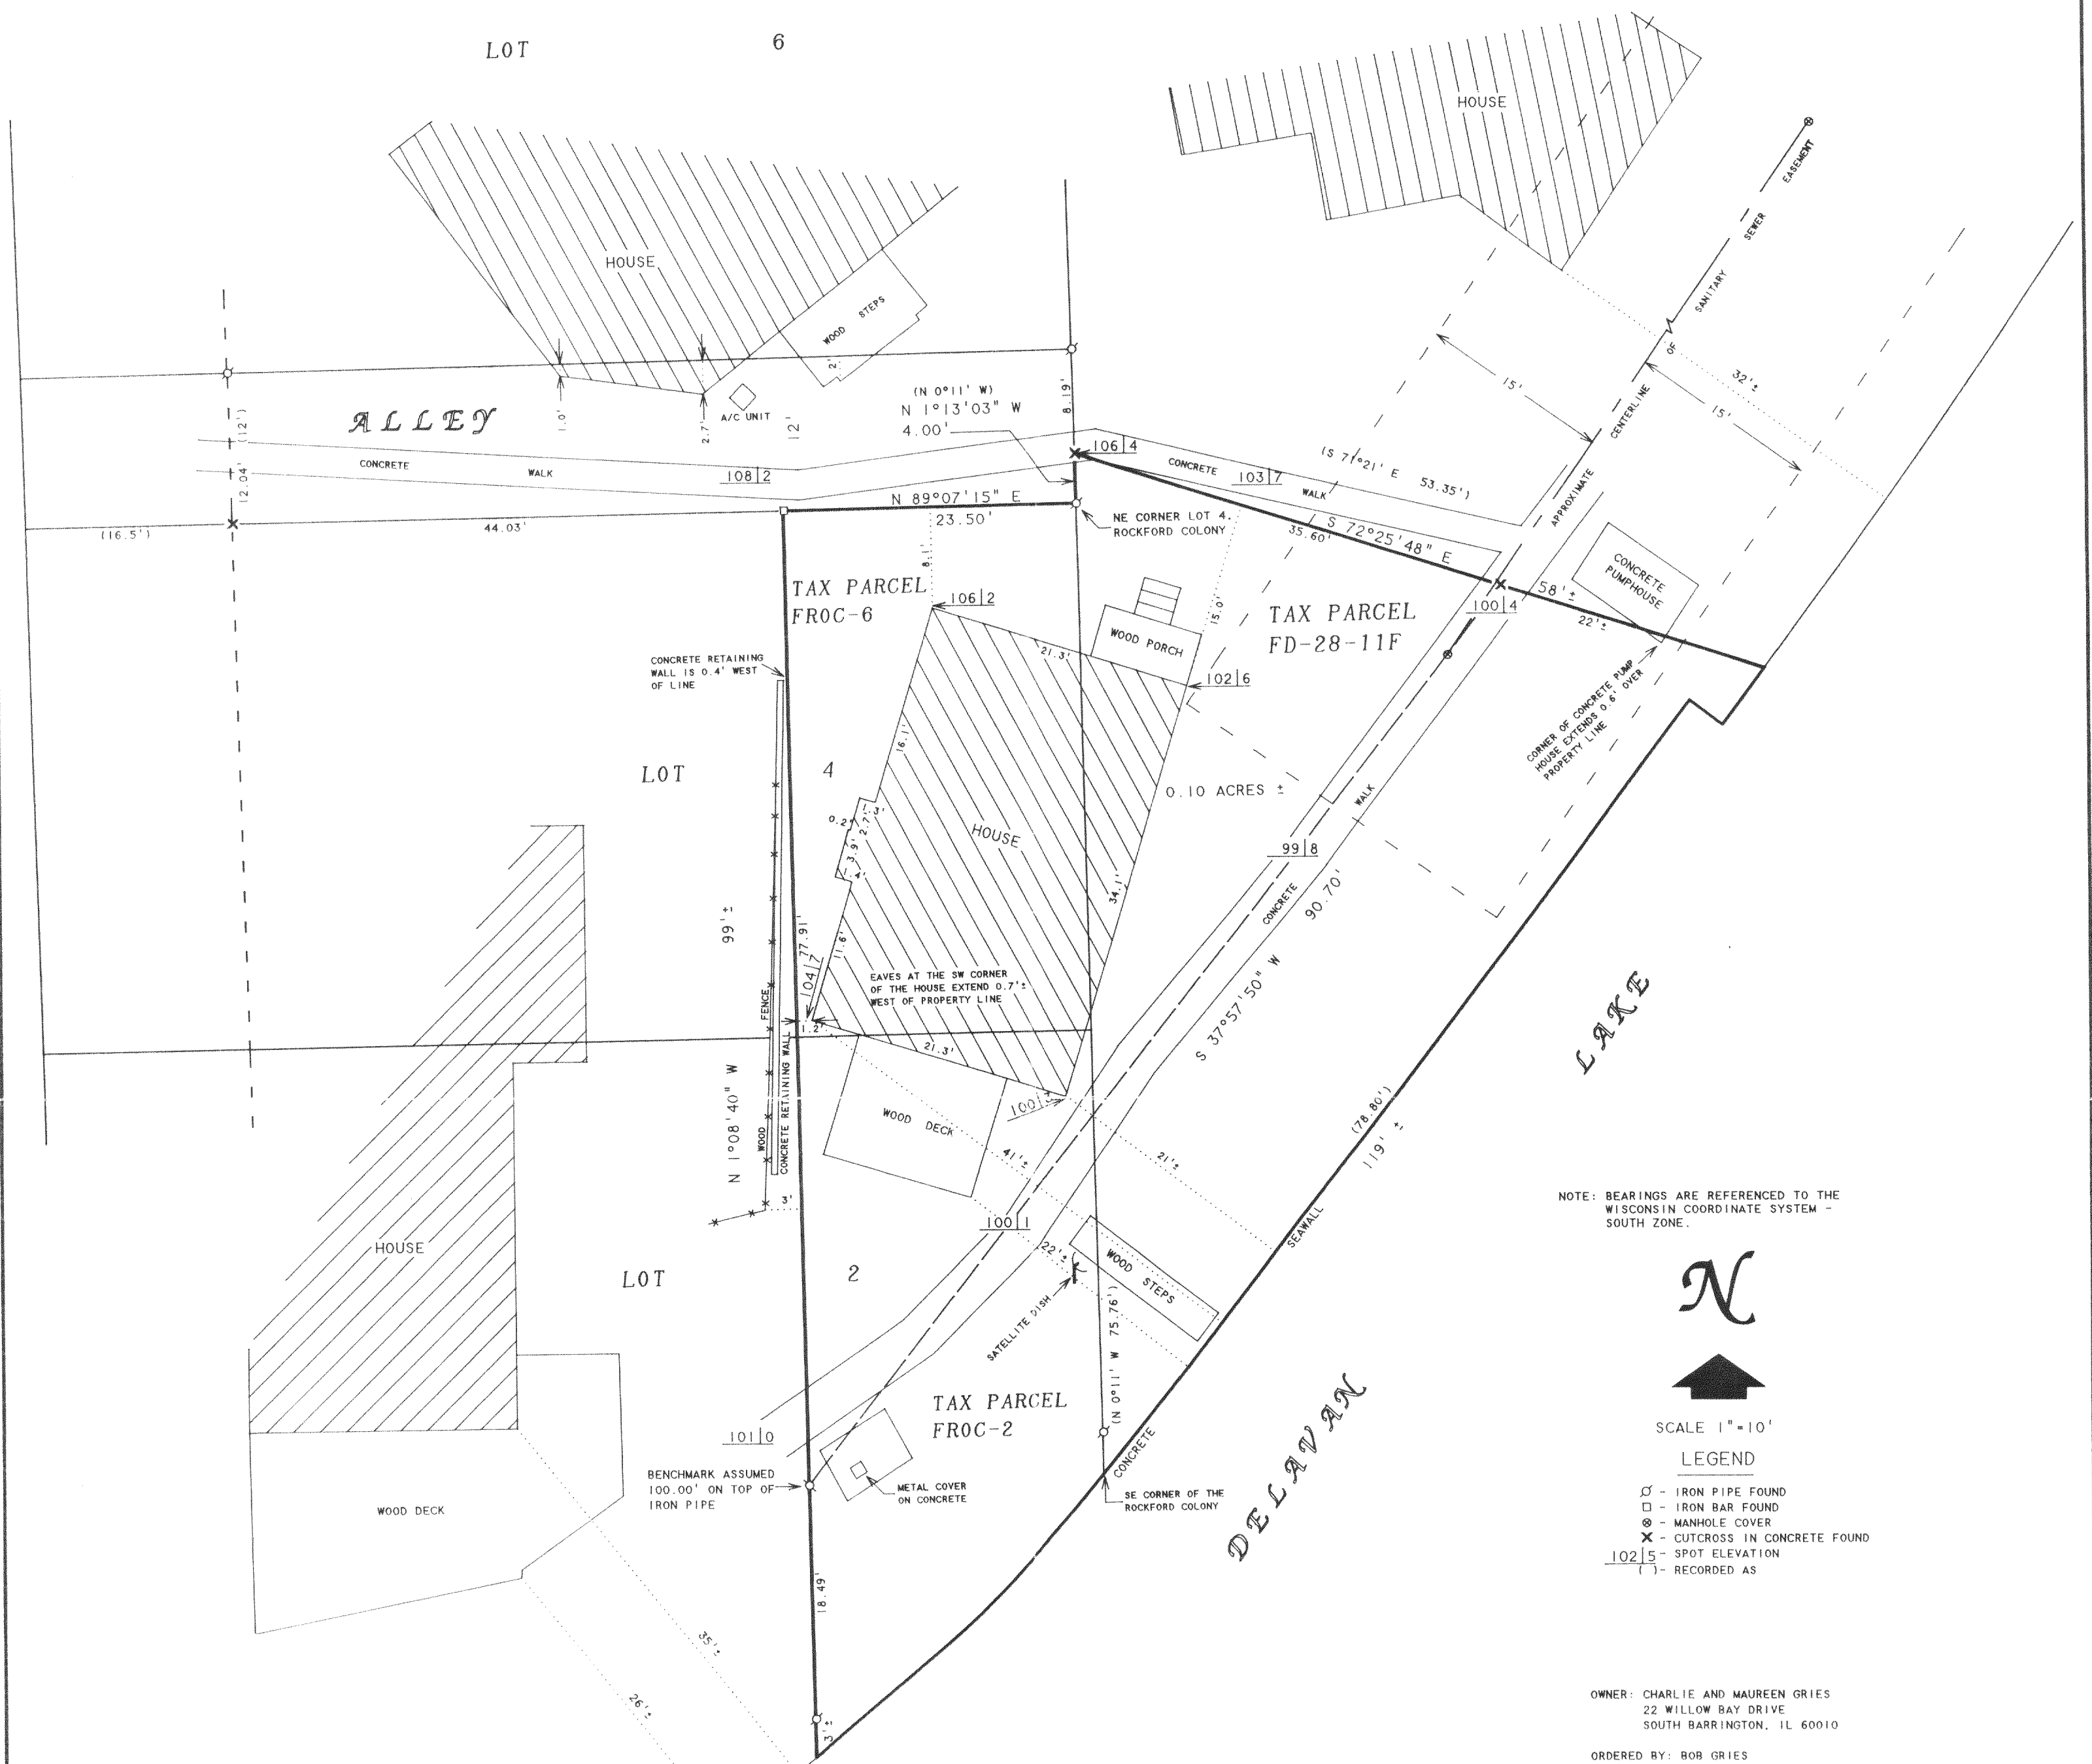 LOT 6
HOUSE
HOUSE
WOOD STEPS
2'
A/C UNIT
ALLEY
(12')
12.04'
1.0'
2.7'
12'
(N 0°11' W)
N 1°13'03" W
4.00'
8.19'
CONCRETE WALK
108|2
106|4
CONCRETE WALK
103|7
(S 71°21' E 53.35')
15'
15'
32'±
APPROXIMATE CENTERLINE OF SANITARY SEWER EASEMENT
(16.5')
44.03'
N 89°07'15" E
23.50'
NE CORNER LOT 4,
ROCKFORD COLONY
S 72°25'48" E
35.60'
58'±
22'±
100|4
CONCRETE
PUMPHOUSE
CORNER OF CONCRETE PUMP
HOUSE EXTENDS 0.6' OVER
PROPERTY LINE
TAX PARCEL
FROC-6
8.1'
106|2
WOOD PORCH
15.0'
21.3'
102|6
TAX PARCEL
FD-28-11F
CONCRETE RETAINING
WALL IS 0.4' WEST
OF LINE
LOT 4
16.1'
0.2'
2.7'
3.9'
.4'
11.6'
HOUSE
34.1'
0.10 ACRES ±
99|8
CONCRETE WALK
S 37°57'50" W 90.70'
99'±
77.91'
104|7
EAVES AT THE SW CORNER
OF THE HOUSE EXTEND 0.7'±
WEST OF PROPERTY LINE
1.2'
21.3'
WOOD FENCE
CONCRETE RETAINING WALL
N 1°08'40" W
3'
WOOD DECK
41'±
21'±
100|1
22'±
WOOD STEPS
SATELLITE DISH
(N 0°11' W 75.76')
(78.80')
119' ±
CONCRETE SEAWALL
DELAVAN LAKE
HOUSE
LOT 2
TAX PARCEL
FROC-2
101|0
BENCHMARK ASSUMED
100.00' ON TOP OF
IRON PIPE
METAL COVER
ON CONCRETE
SE CORNER OF THE
ROCKFORD COLONY
WOOD DECK
18.49'
3'±
35'±
26'±
NOTE: BEARINGS ARE REFERENCED TO THE
WISCONSIN COORDINATE SYSTEM -
SOUTH ZONE.
N
SCALE 1"=10'
LEGEND
- IRON PIPE FOUND
- IRON BAR FOUND
- MANHOLE COVER
X - CUTCROSS IN CONCRETE FOUND
102|5 - SPOT ELEVATION
( ) - RECORDED AS
OWNER: CHARLIE AND MAUREEN GRIES
22 WILLOW BAY DRIVE
SOUTH BARRINGTON, IL 60010
ORDERED BY: BOB GRIES